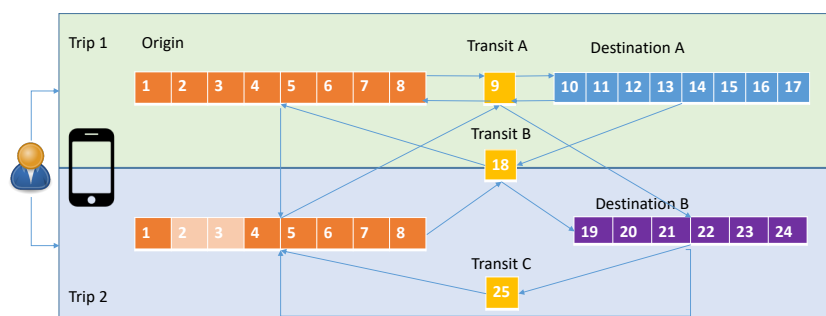 Trip 1
Origin
Transit A
Destination A
1 2 3 4 5 6 7 8
9
10 11 12 13 14 15 16 17
Transit B
18
Destination B
1 2 3 4 5 6 7 8
19 20 21 22 23 24
Transit C
25
Trip 2